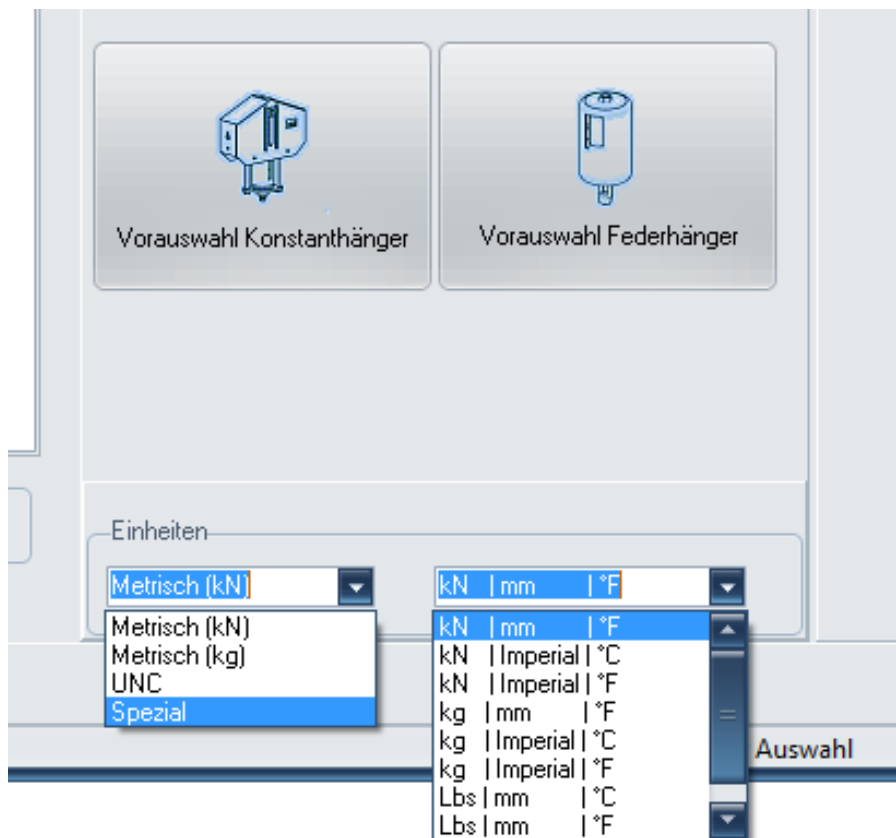 Vorauswahl Konstanthänger
Vorauswahl Federhänger
Einheiten
Metrisch (kN)
kN | mm | °F
Metrisch (kN)
Metrisch (kg)
UNC
Spezial
kN | mm | °F
kN | Imperial | °C
kN | Imperial | °F
kg | mm | °F
kg | Imperial | °C
kg | Imperial | °F
Lbs | mm | °C
Lbs | mm | °F
Auswahl